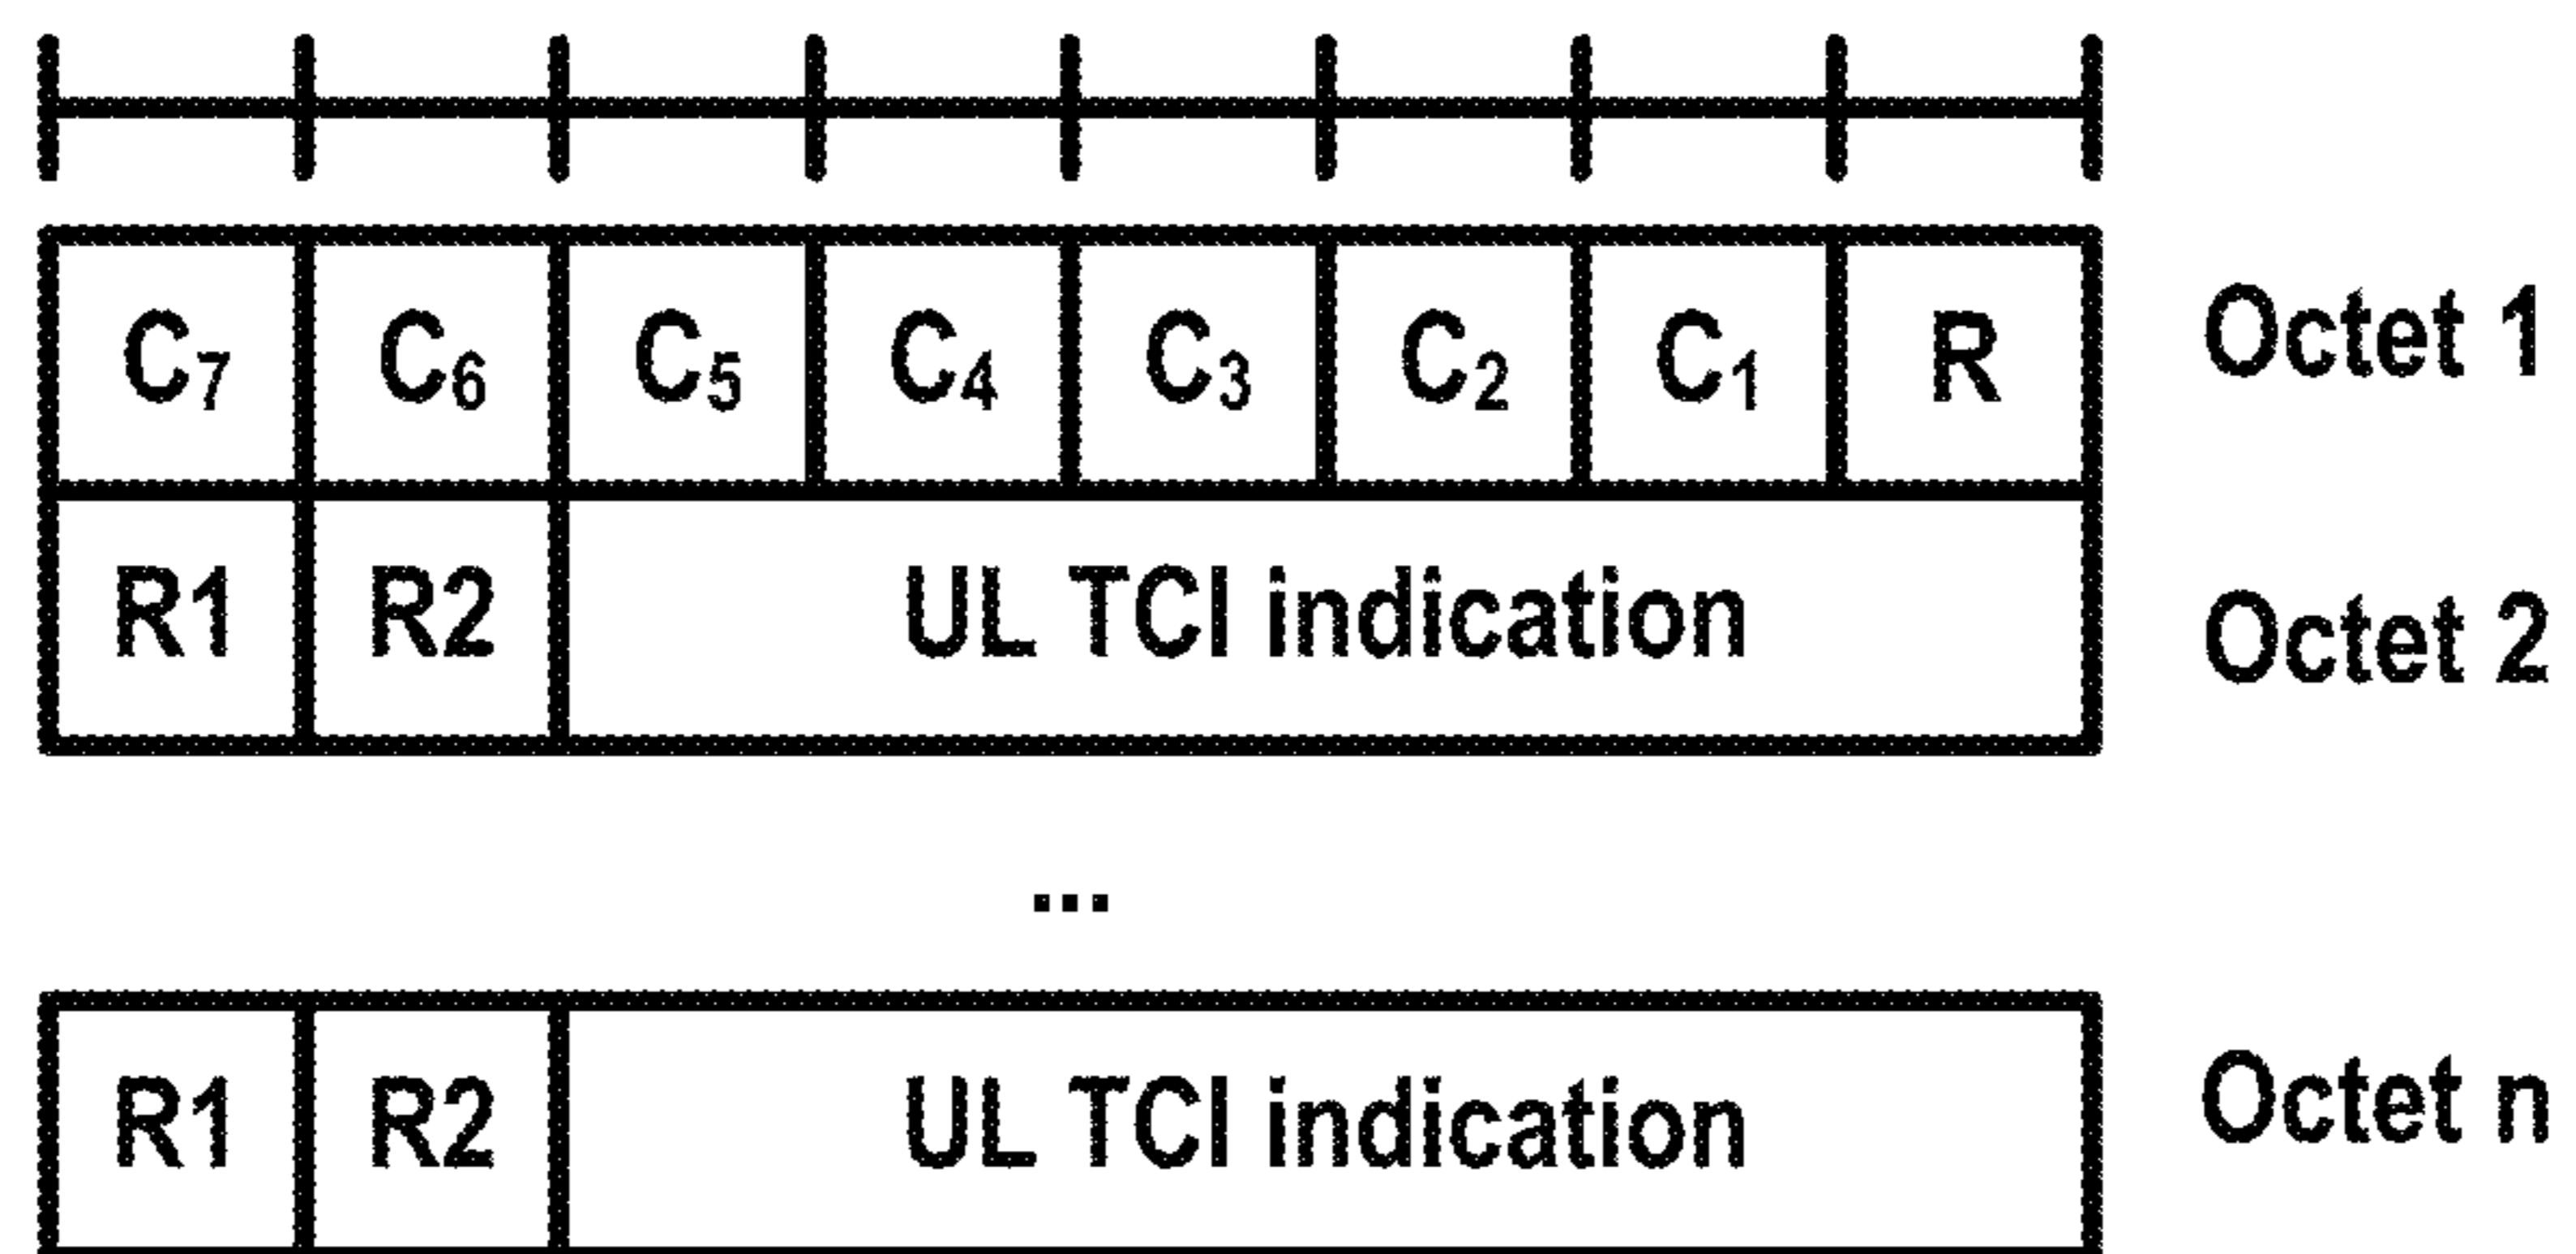 C₇ C₆ C₅ C₄ C₃ C₂ C₁ R Octet 1
R1 R2 UL TCI indication Octet 2
...
R1 R2 UL TCI indication Octet n